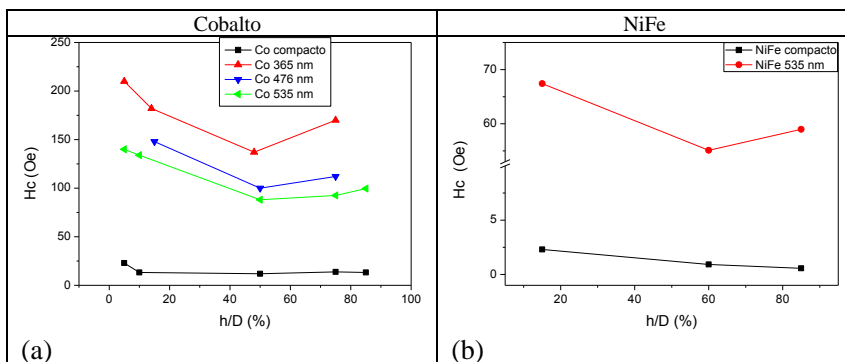 Cobalto
NiFe
250
200
150
100
50
0
Hc (Oe)
Co compacto
Co 365 nm
Co 476 nm
Co 535 nm
0
20
40
60
80
100
h/D (%)
(a)
70
60
5
0
Hc (Oe)
NiFe compacto
NiFe 535 nm
20
40
60
80
h/D (%)
(b)